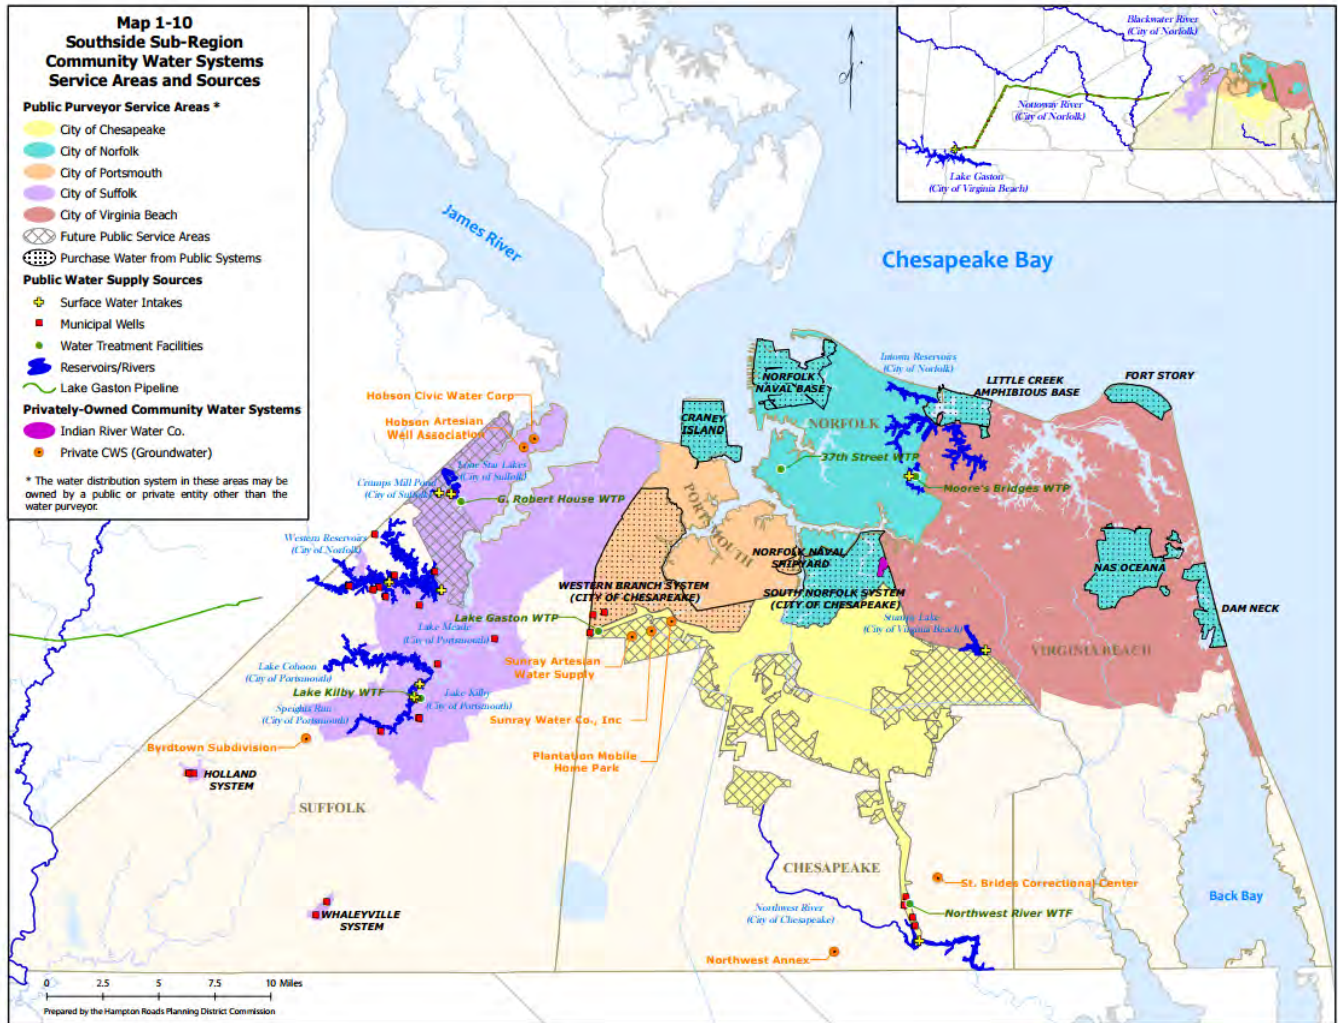 Map 1-10
Southside Sub-Region
Community Water Systems
Service Areas and Sources
Public Purveyor Service Areas *
City of Chesapeake
City of Norfolk
City of Portsmouth
City of Suffolk
City of Virginia Beach
Future Public Service Areas
Purchase Water from Public Systems
Public Water Supply Sources
Surface Water Intakes
Municipal Wells
Water Treatment Facilities
Reservoirs/Rivers
Lake Gaston Pipeline
Privately-Owned Community Water Systems
Indian River Water Co.
Private CWS (Groundwater)
* The water distribution system in these areas may be
owned by a public or private entity other than the
water purveyor.
Blackwater River
(City of Norfolk)
Nottoway River
(City of Norfolk)
Lake Gaston
(City of Virginia Beach)
James River
Chesapeake Bay
Intown Reservoirs
(City of Norfolk)
NORFOLK
NAVAL BASE
LITTLE CREEK
AMPHIBIOUS BASE
FORT STORY
Hobson Civic Water Corp
Hobson Artesian
Well Association
CRANEY
ISLAND
NORFOLK
37th Street WTP
Lone Star Lakes
(City of Suffolk)
Crumps Mill Pond
(City of Suffolk)
G. Robert House WTP
Moore's Bridges WTP
PORTSMOUTH
Western Reservoirs
(City of Norfolk)
NORFOLK NAVAL
SHIPYARD
NAS OCEANA
WESTERN BRANCH SYSTEM
(CITY OF CHESAPEAKE)
SOUTH NORFOLK SYSTEM
(CITY OF CHESAPEAKE)
DAM NECK
Lake Gaston WTP
Stumpy Lake
(City of Virginia Beach)
Lake Meade
(City of Portsmouth)
VIRGINIA BEACH
Sunray Artesian
Water Supply
Lake Cohoon
(City of Portsmouth)
Lake Kilby WTF
Lake Kilby
(City of Portsmouth)
Speights Run
(City of Portsmouth)
Sunray Water Co., Inc
Byrdtown Subdivision
Plantation Mobile
Home Park
HOLLAND
SYSTEM
SUFFOLK
CHESAPEAKE
St. Brides Correctional Center
Back Bay
WHALEYVILLE
SYSTEM
Northwest River
(City of Chesapeake)
Northwest River WTF
Northwest Annex
0 2.5 5 7.5 10 Miles
Prepared by the Hampton Roads Planning District Commission